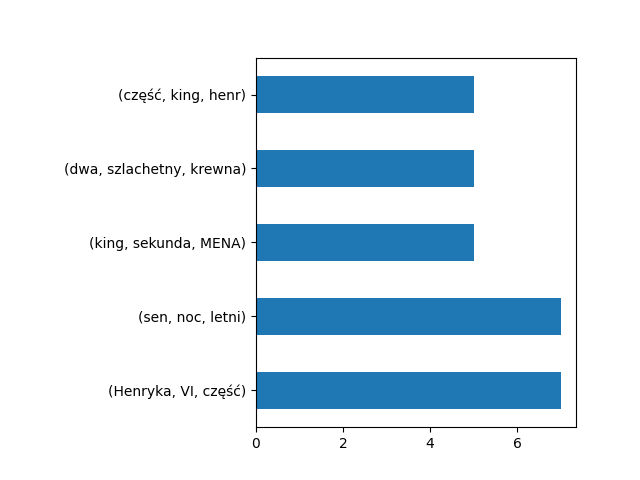 (część, king, henr)
(dwa, szlachetny, krewna)
(king, sekunda, MENA)
(sen, noc, letni)
(Henryka, VI, część)
0 2 4 6